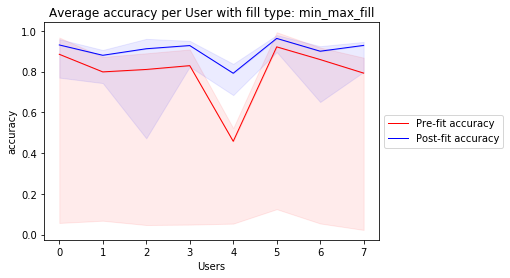 Average accuracy per User with fill type: min_max_fill
accuracy
1.0
0.8
0.6
0.4
0.2
0.0
0 1 2 3 4 5 6 7
Users
Pre-fit accuracy
Post-fit accuracy